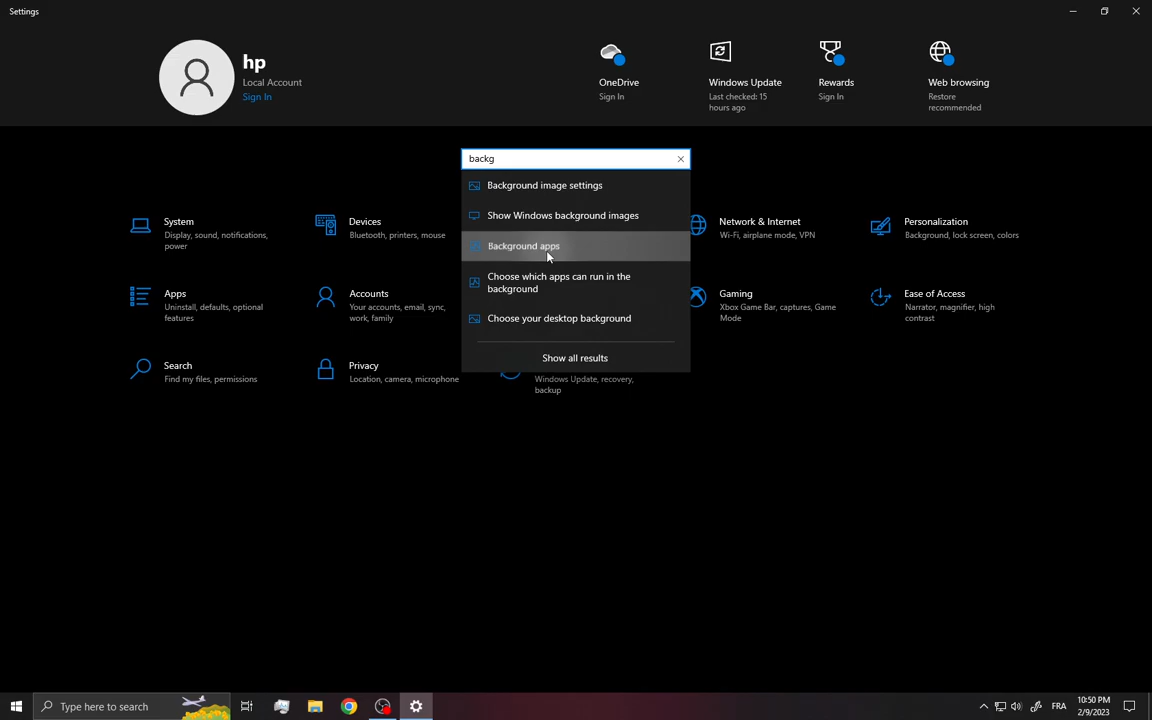 Settings
hp
Local Account
Sign In
OneDrive
Sign In
Windows Update
Last checked: 15
hours ago
Rewards
Sign In
Web browsing
Restore
recommended
backg
Background image settings
Show Windows background images
Background apps
Choose which apps can run in the
background
Choose your desktop background
Show all results
System
Display, sound, notifications,
power
Devices
Bluetooth, printers, mouse
Network & Internet
Wi-Fi, airplane mode, VPN
Personalization
Background, lock screen, colors
Apps
Uninstall, defaults, optional
features
Accounts
Your accounts, email, sync,
work, family
Gaming
Xbox Game Bar, captures, Game
Mode
Ease of Access
Narrator, magnifier, high
contrast
Search
Find my files, permissions
Privacy
Location, camera, microphone
Windows Update, recovery,
backup
Type here to search
FRA
10:50 PM
2/9/2023